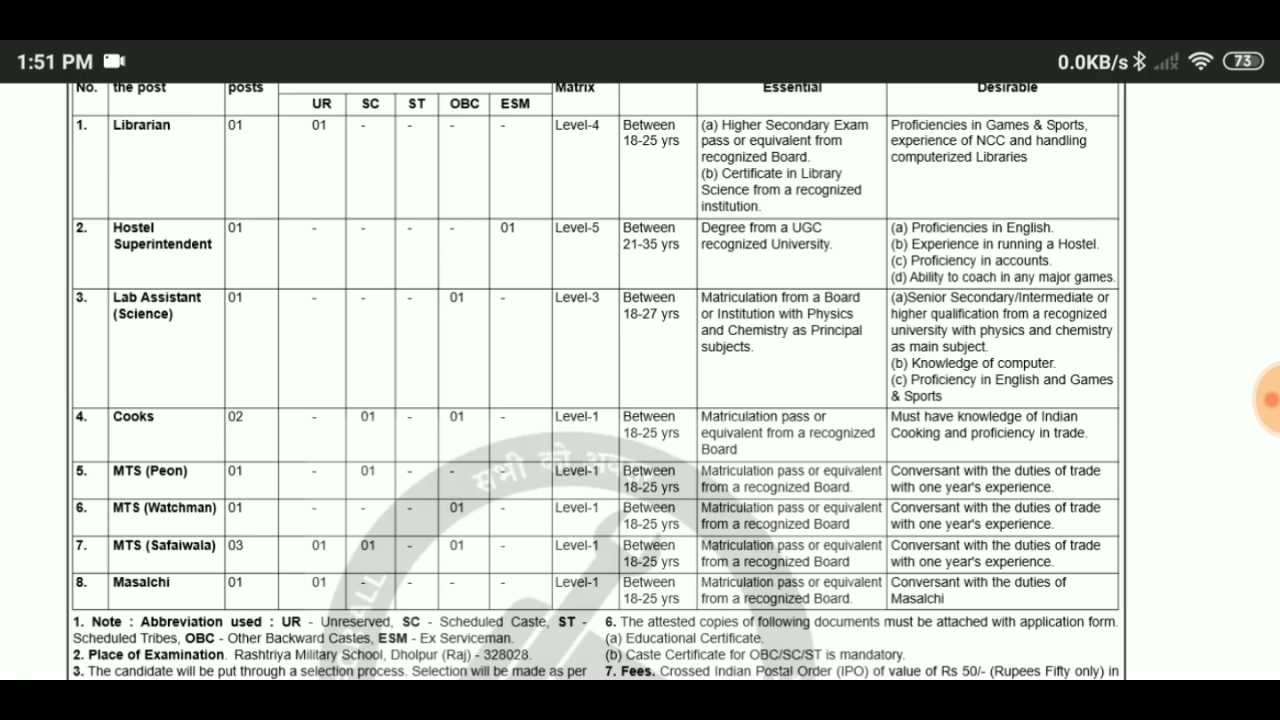 1:51 PM 0.0KB/s 73
No. the post posts Matrix Essential Desirable
UR SC ST OBC ESM
1. Librarian 01 01 - - - - Level-4 Between (a) Higher Secondary Exam Proficiencies in Games & Sports,
18-25 yrs pass or equivalent from experience of NCC and handling
recognized Board. computerized Libraries
(b) Certificate in Library
Science from a recognized
institution.
2. Hostel 01 - - - - 01 Level-5 Between Degree from a UGC (a) Proficiencies in English.
Superintendent 21-35 yrs recognized University. (b) Experience in running a Hostel.
(c) Proficiency in accounts.
(d) Ability to coach in any major games.
3. Lab Assistant 01 - - - 01 - Level-3 Between Matriculation from a Board (a)Senior Secondary/Intermediate or
(Science) 18-27 yrs or Institution with Physics higher qualification from a recognized
and Chemistry as Principal university with physics and chemistry
subjects. as main subject.
(b) Knowledge of computer.
(c) Proficiency in English and Games
& Sports
4. Cooks 02 - 01 - 01 - Level-1 Between Matriculation pass or Must have knowledge of Indian
18-25 yrs equivalent from a recognized Cooking and proficiency in trade.
Board
5. MTS (Peon) 01 - 01 - - - Level-1 Between Matriculation pass or equivalent Conversant with the duties of trade
18-25 yrs from a recognized Board. with one year's experience.
6. MTS (Watchman) 01 - - - 01 - Level-1 Between Matriculation pass or equivalent Conversant with the duties of trade
18-25 yrs from a recognized Board with one year's experience.
7. MTS (Safaiwala) 03 01 01 - 01 - Level-1 Between Matriculation pass or equivalent Conversant with the duties of trade
18-25 yrs from a recognized Board with one year's experience.
8. Masalchi 01 01 - - - - Level-1 Between Matriculation pass or equivalent Conversant with the duties of
18-25 yrs from a recognized Board. Masalchi
1. Note : Abbreviation used : UR - Unreserved, SC - Scheduled Caste, ST -
Scheduled Tribes, OBC - Other Backward Castes, ESM - Ex Serviceman.
2. Place of Examination. Rashtriya Military School, Dholpur (Raj) - 328028.
3. The candidate will be put through a selection process. Selection will be made as per
6. The attested copies of following documents must be attached with application form.
(a) Educational Certificate.
(b) Caste Certificate for OBC/SC/ST is mandatory.
7. Fees. Crossed Indian Postal Order (IPO) of value of Rs 50/- (Rupees Fifty only) in
सभी को
ALL